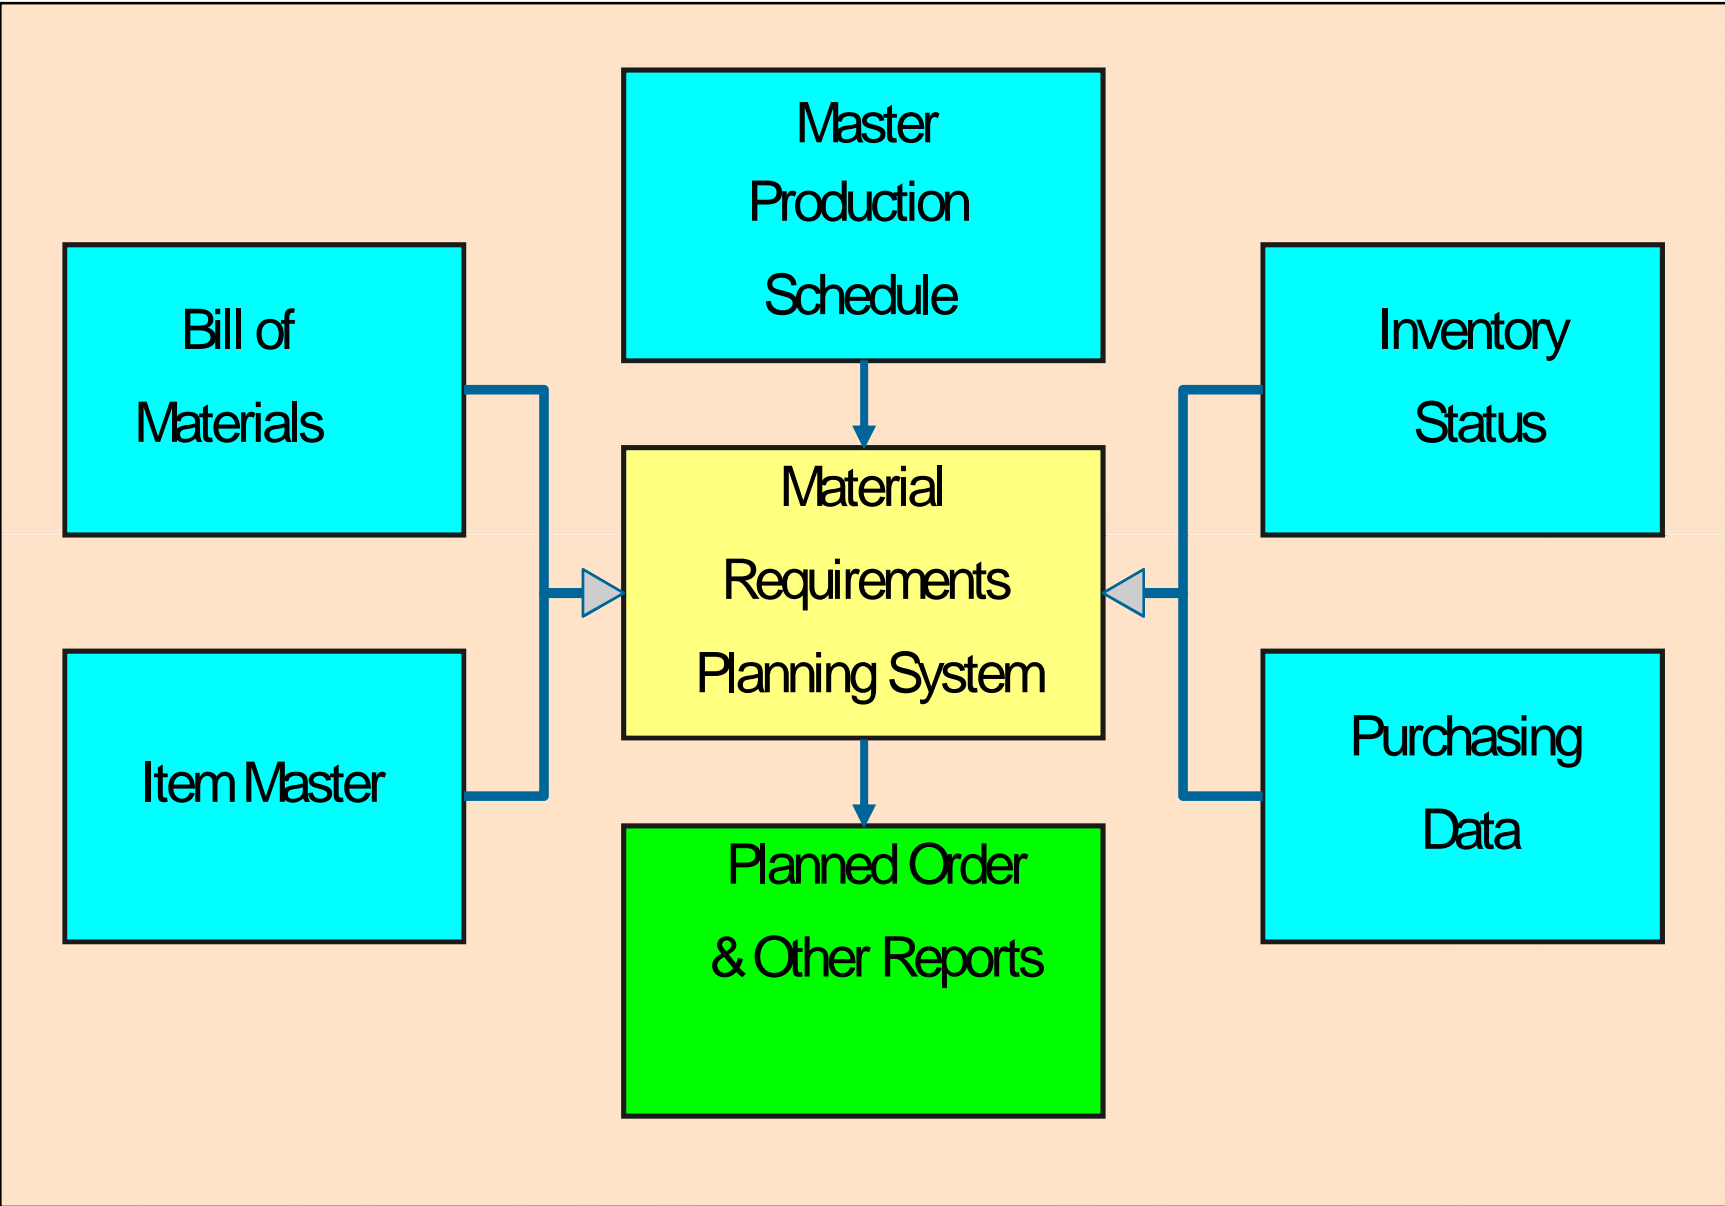 Master
Production
Schedule
Bill of
Materials
Inventory
Status
Material
Requirements
Planning System
Item Master
Purchasing
Data
Planned Order
& Other Reports